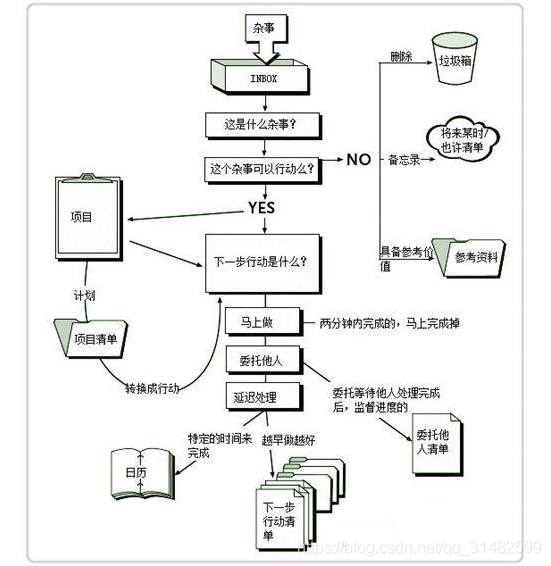 杂事
INBOX
删除
垃圾箱
这是什么杂事?
将来某时/
也许清单
这个杂事可以行动么?
NO
备忘录
YES
项目
下一步行动是什么?
具备参考价
值
参考资料
计划
马上做
两分钟内完成的，马上完成掉
项目清单
委托他人
转换成行动
延迟处理
委托等待他人处理完成
后，监督进度的
特定的时间来
完成
越早做越好
委托他
人清单
日历
下一步
行动清
单
https://blog.csdn.net/qq_31482599